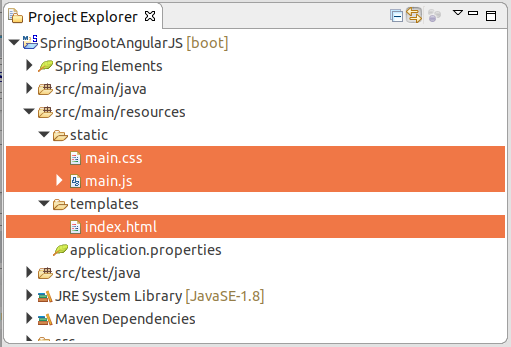 Project Explorer
SpringBootAngularJS [boot]
Spring Elements
src/main/java
src/main/resources
static
main.css
main.js
templates
index.html
application.properties
src/test/java
JRE System Library [JavaSE-1.8]
Maven Dependencies